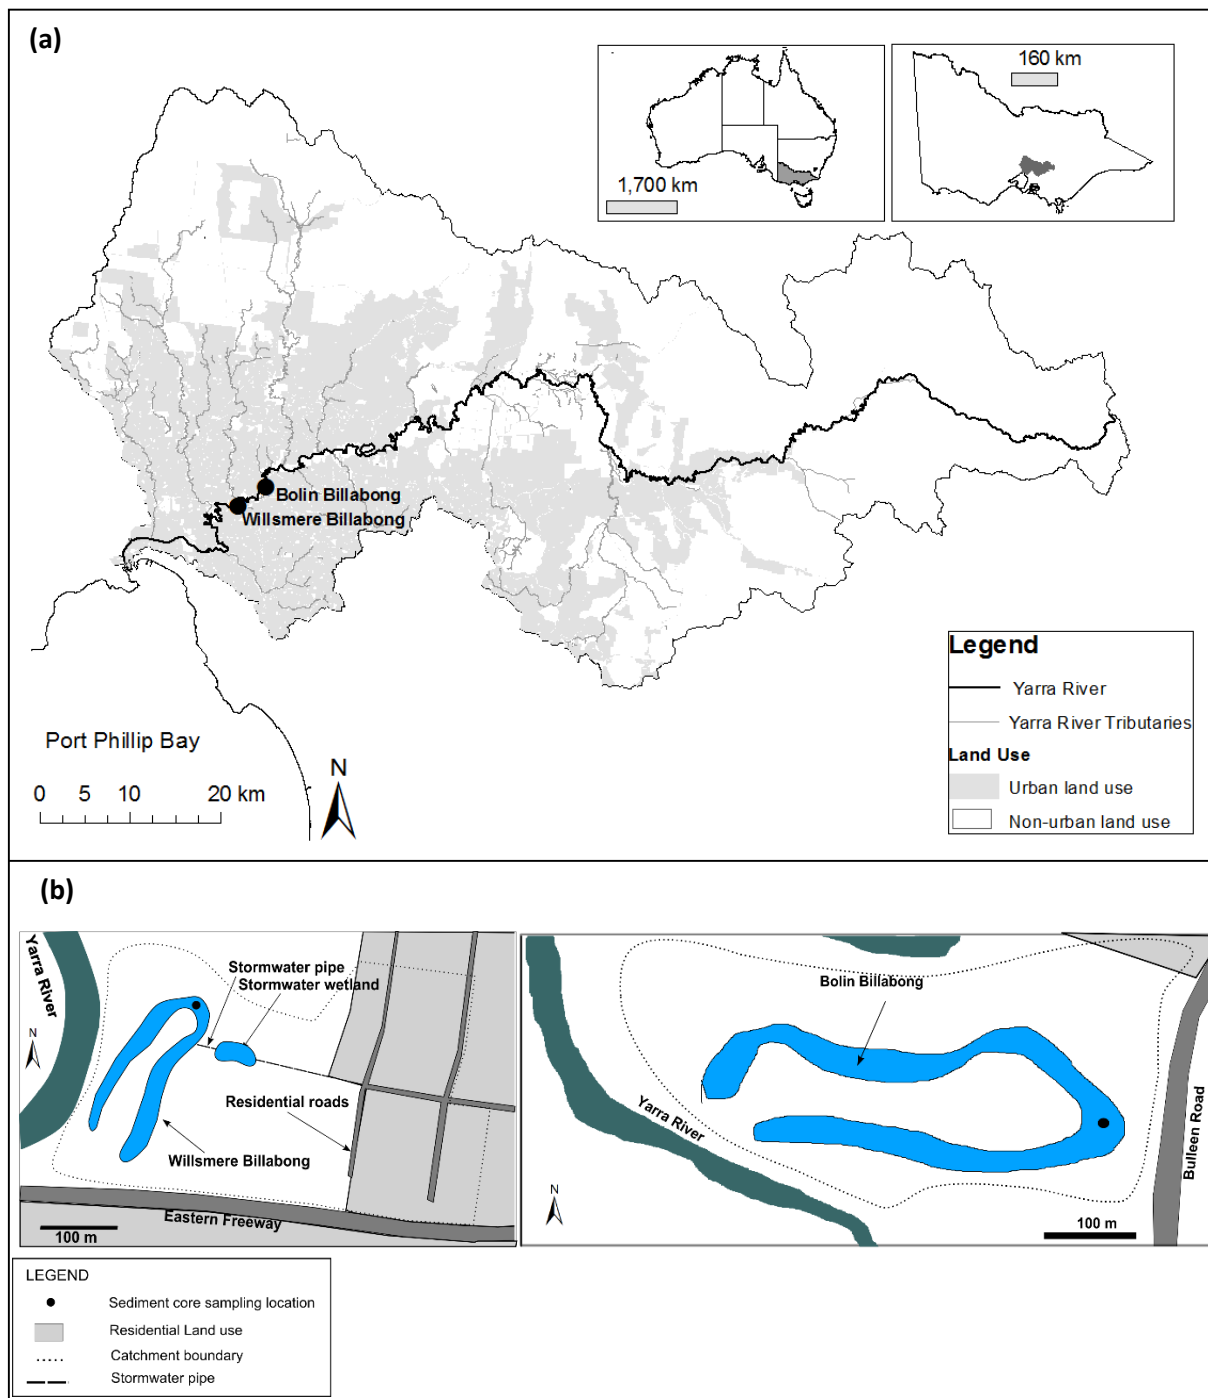 (a)
160 km
1,700 km
Bolin Billabong
Willsmere Billabong
Legend
Yarra River
Yarra River Tributaries
Land Use
Urban land use
Non-urban land use
Port Phillip Bay
N
0 5 10 20 km
(b)
Yarra River
N
Stormwater pipe
Stormwater wetland
Residential roads
Willsmere Billabong
Eastern Freeway
100 m
Bolin Billabong
Yarra River
Bulleen Road
N
100 m
LEGEND
Sediment core sampling location
Residential Land use
Catchment boundary
Stormwater pipe